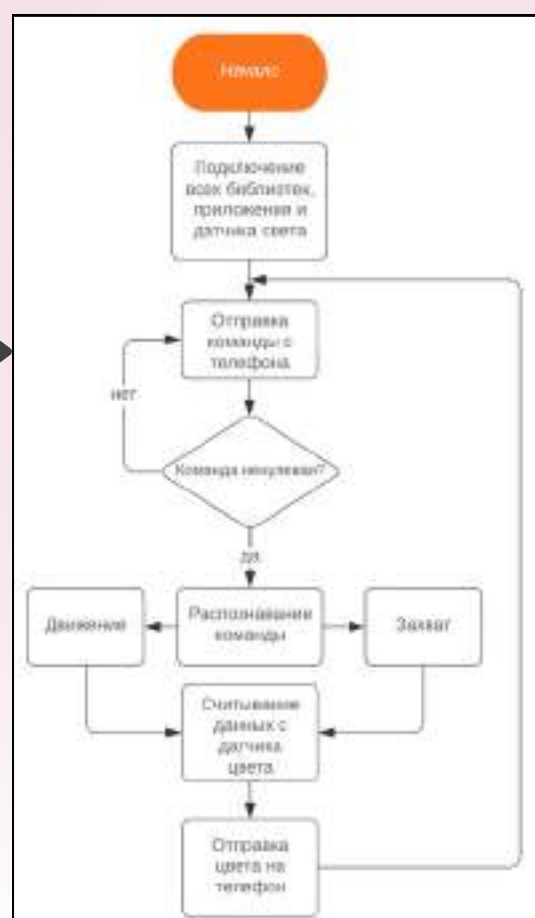 Начало
Подключение
всех библиотек,
приложения и
датчика света
Отправка
команды с
телефона
нет
Команда ненулевая?
да
Движение
Распознавание
команды
Захват
Считывание
данных с
датчика
цвета
Отправка
цвета на
телефон